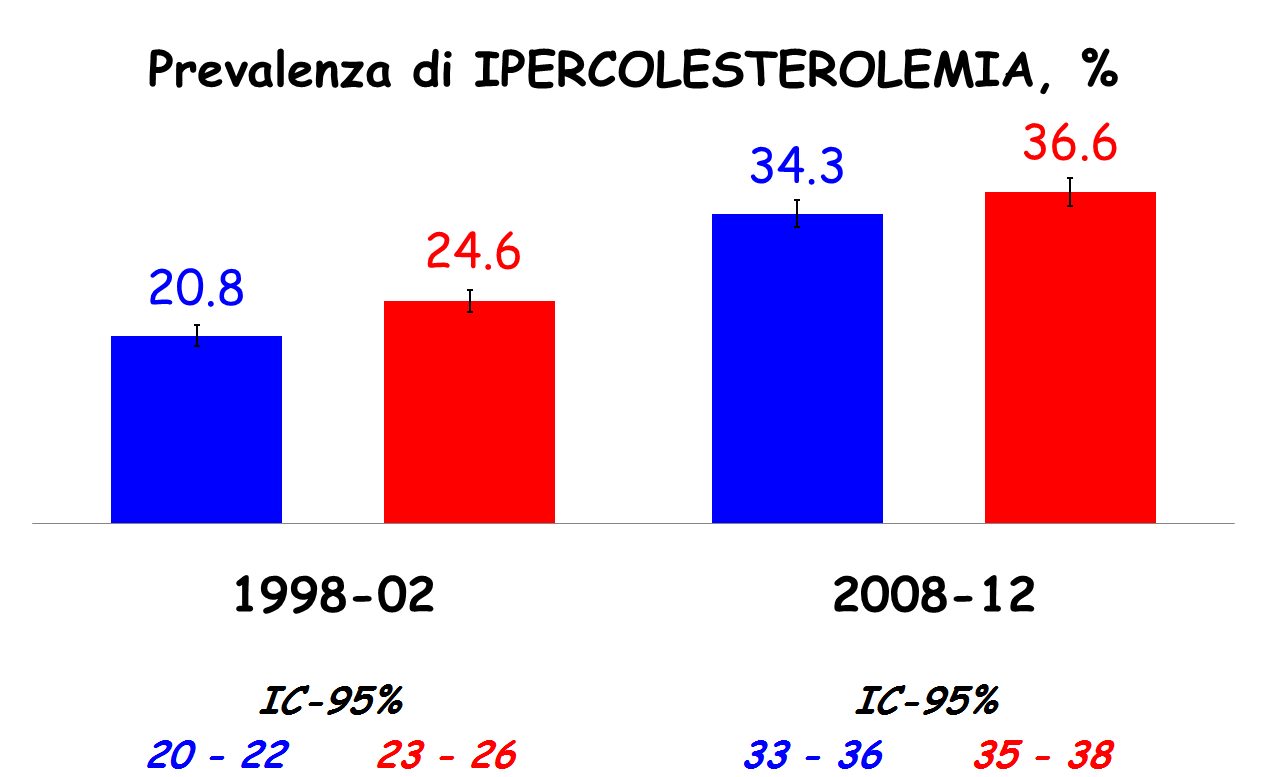 Prevalenza di IPERCOLESTEROLEMIA, %
36.6
34.3
24.6
20.8
1998-02 2008-12
IC-95% IC-95%
20 - 22 23 - 26 33 - 36 35 - 38